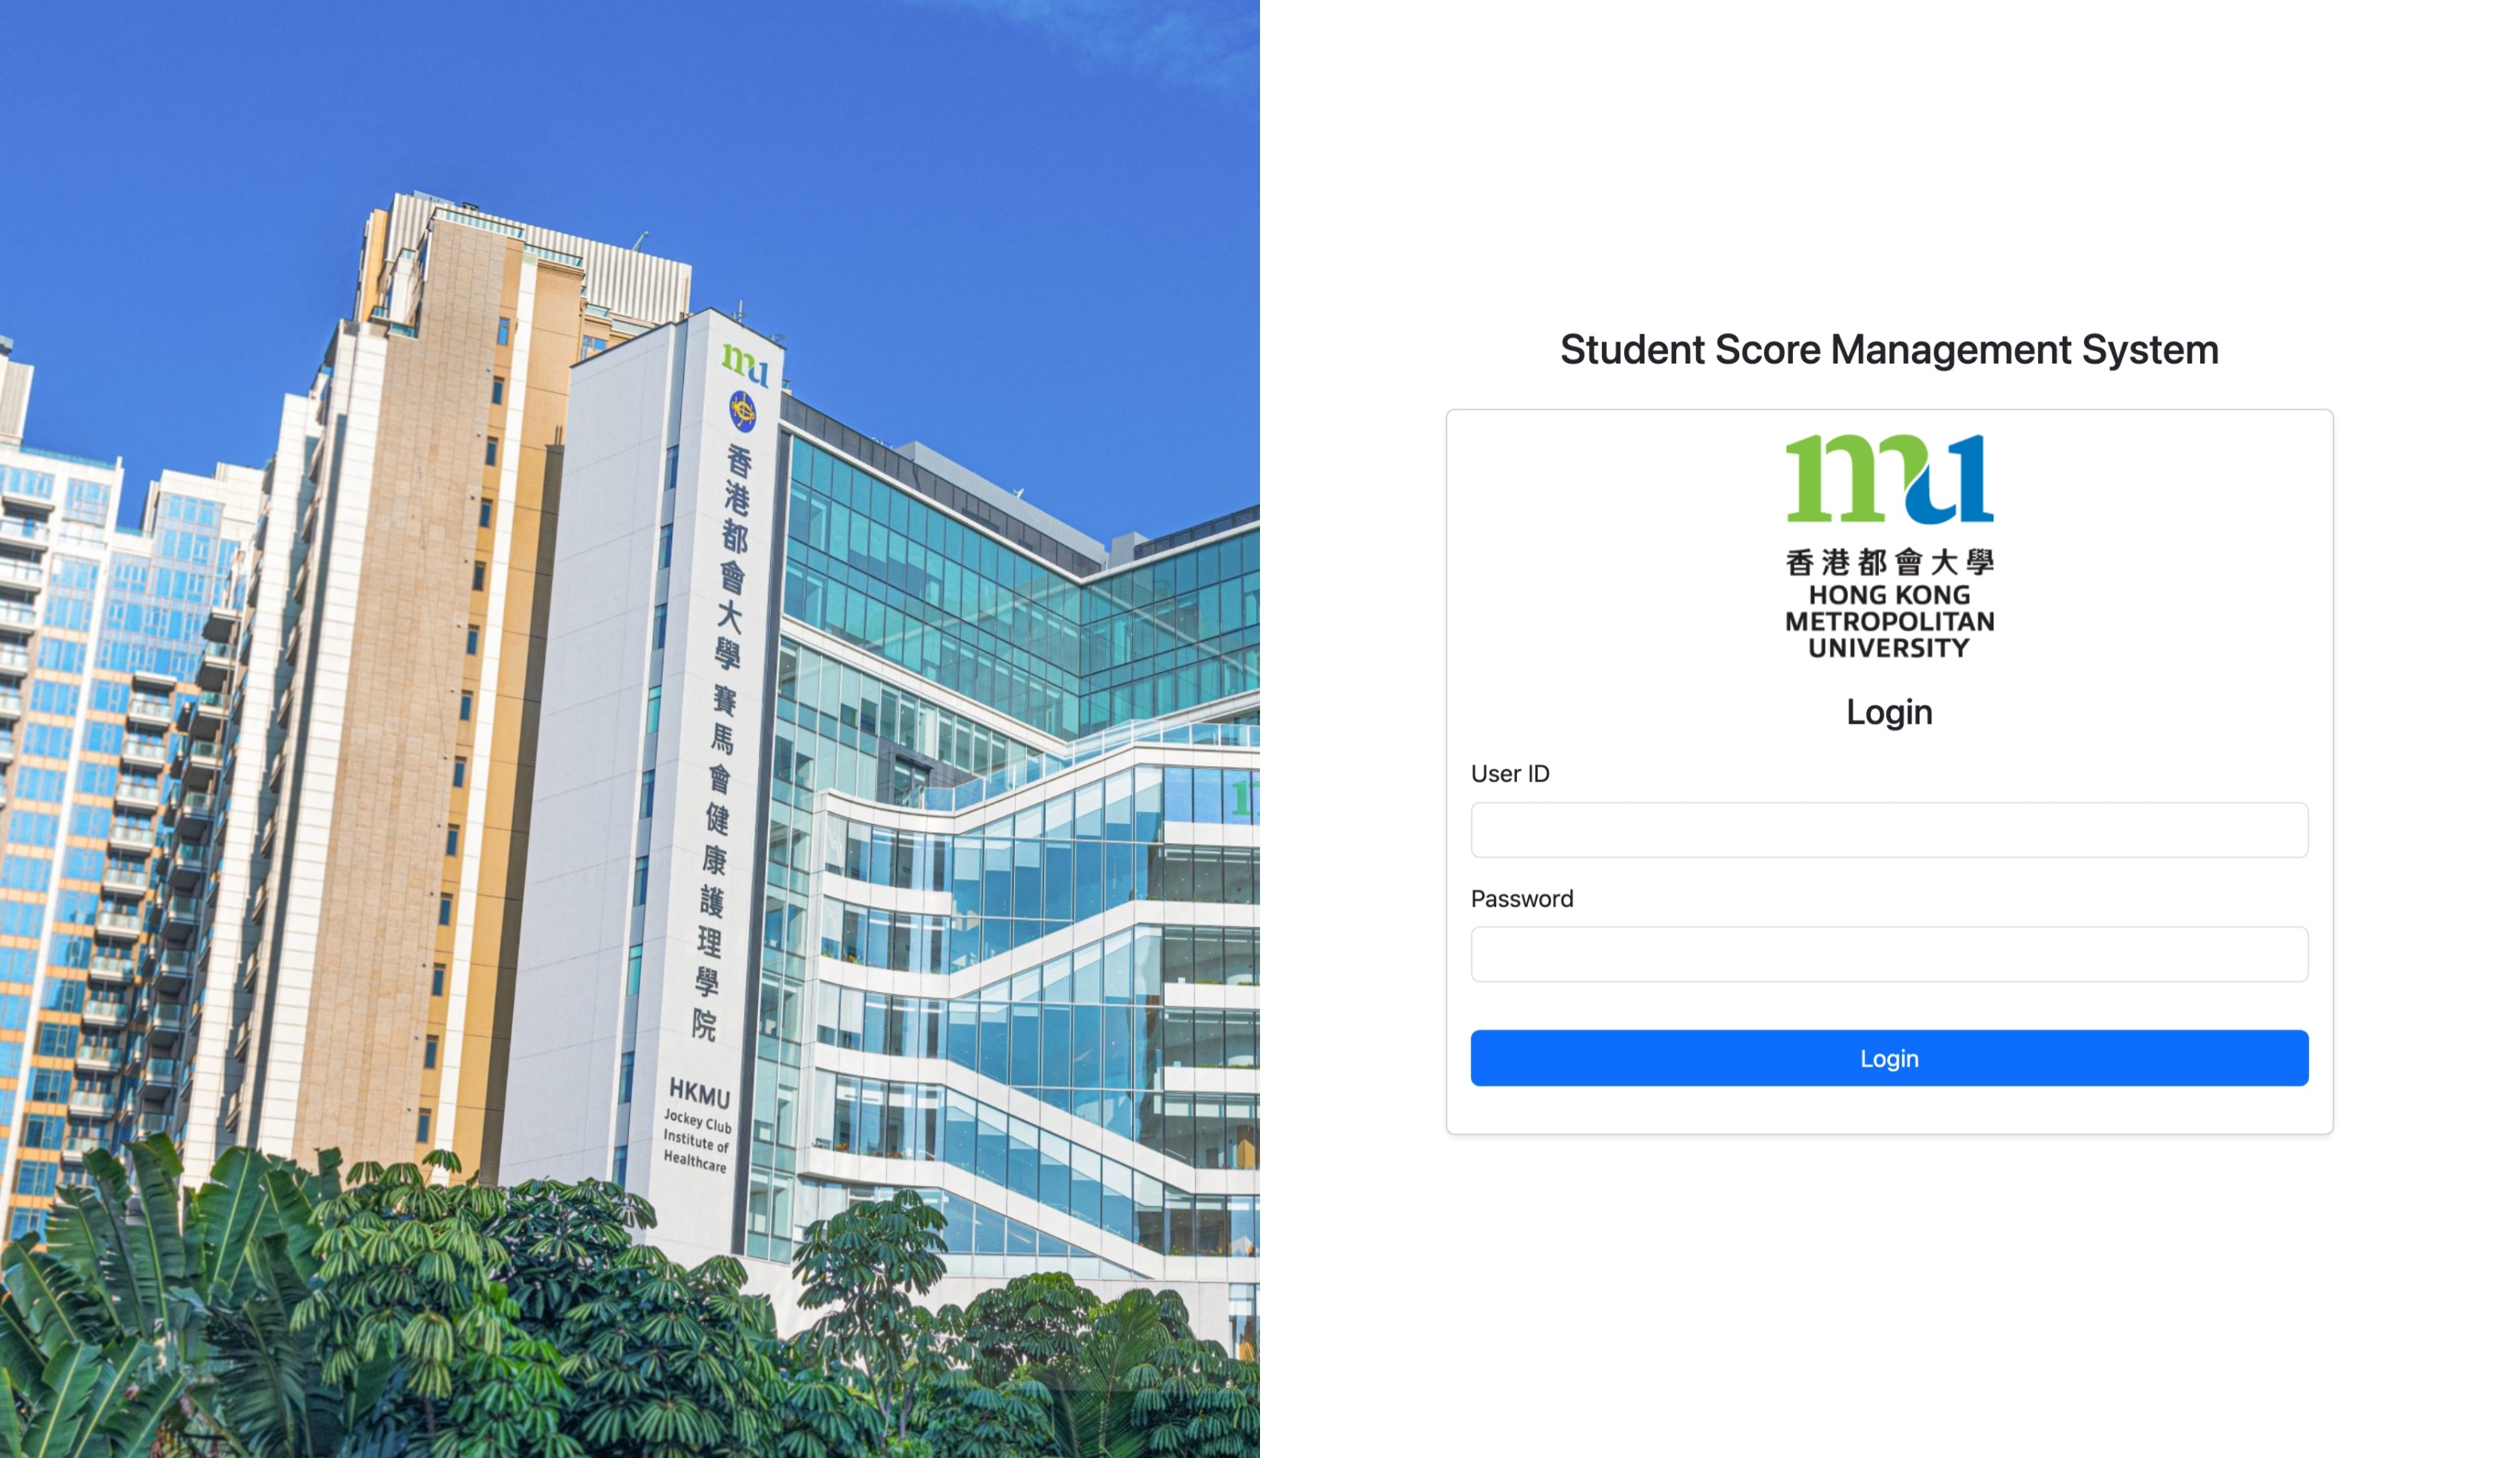 mu
香港都會大學 賽馬會健康護理學院
HKMU
Jockey Club
Institute of
Healthcare
Student Score Management System
mu
香港都會大學
HONG KONG
METROPOLITAN
UNIVERSITY
Login
User ID
Password
Login